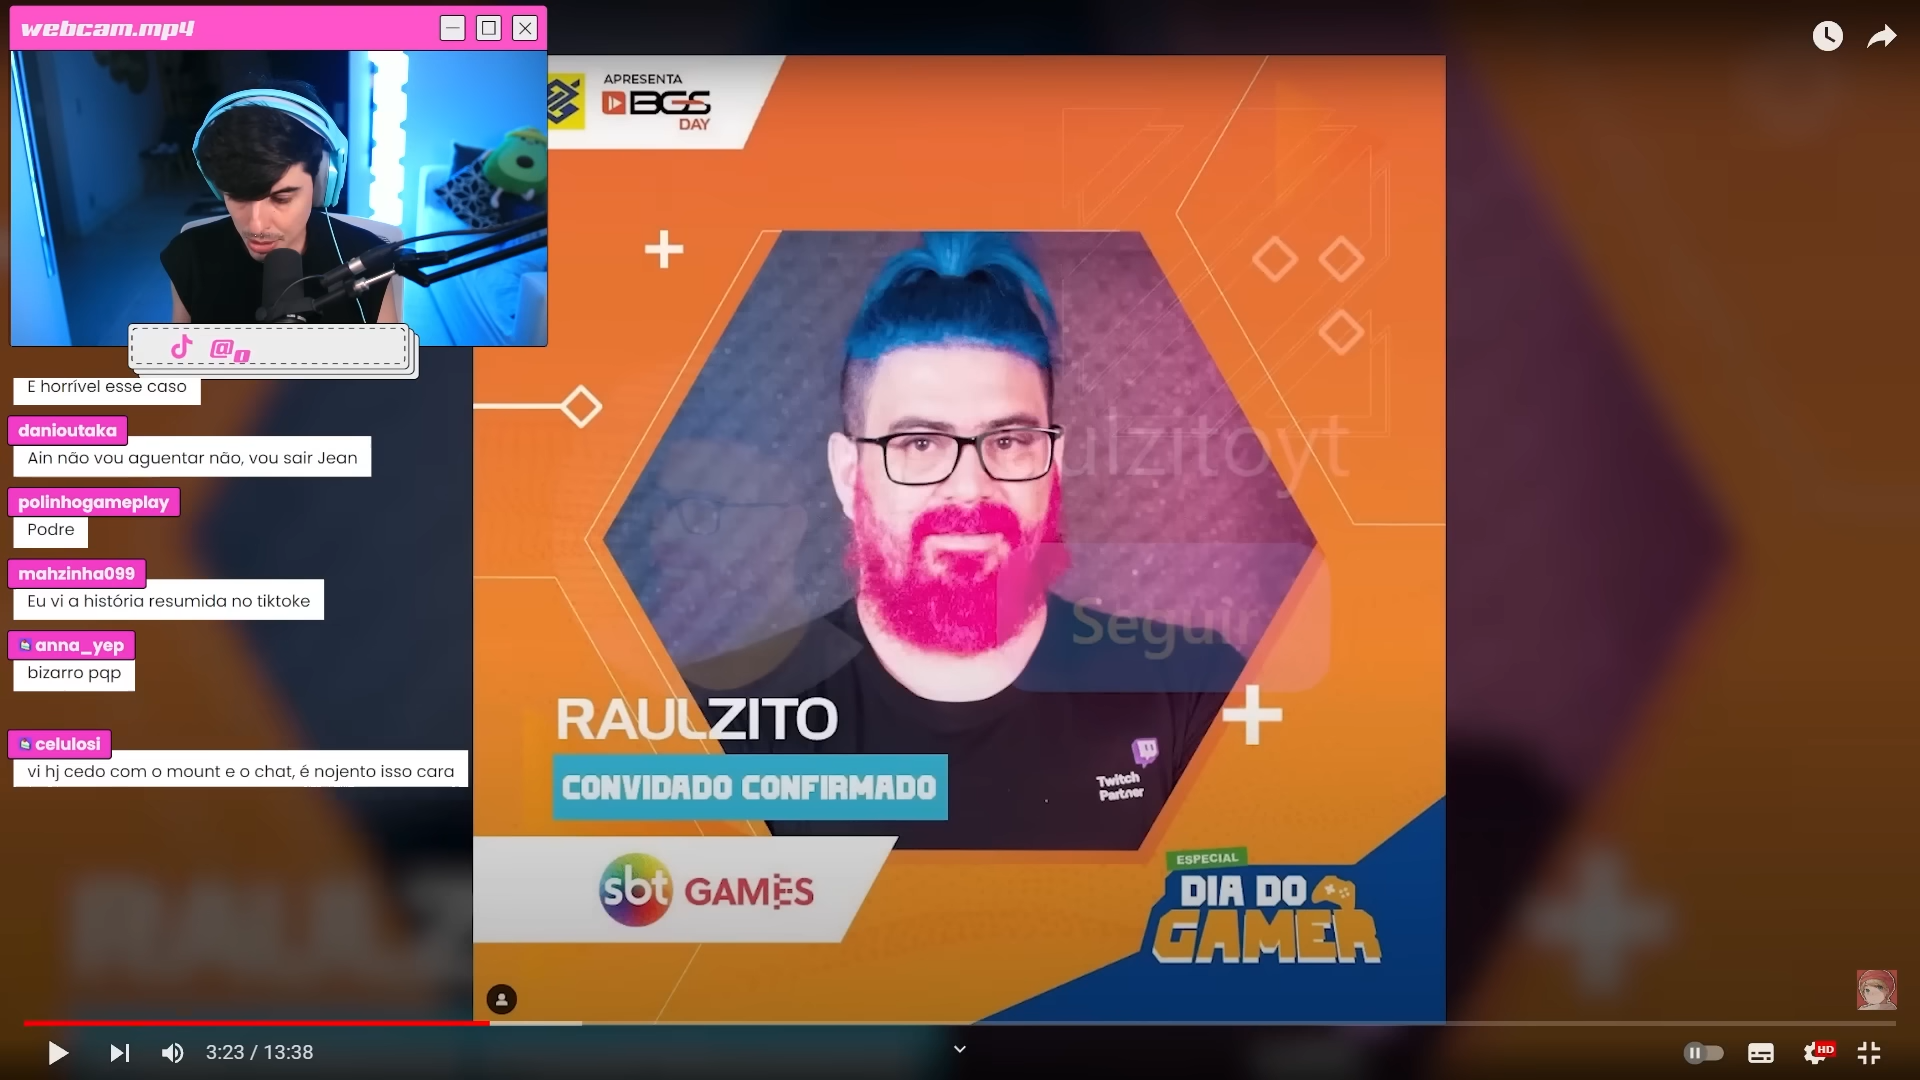 webcam.mp4
APRESENTA
BGS
DAY
@
E horrível esse caso
danioutaka
Ain não vou aguentar não, vou sair Jean
polinhogameplay
Podre
mahzinha099
Eu vi a história resumida no tiktoke
anna_yep
bizarro pqp
celulosi
vi hj cedo com o mount e o chat, é nojento isso cara
ulzitoyt
Seguir
RAULZITO
CONVIDADO CONFIRMADO
Twitch
Partner
sbt GAMES
ESPECIAL
DIA DO
GAMER
3:23 / 13:38
HD